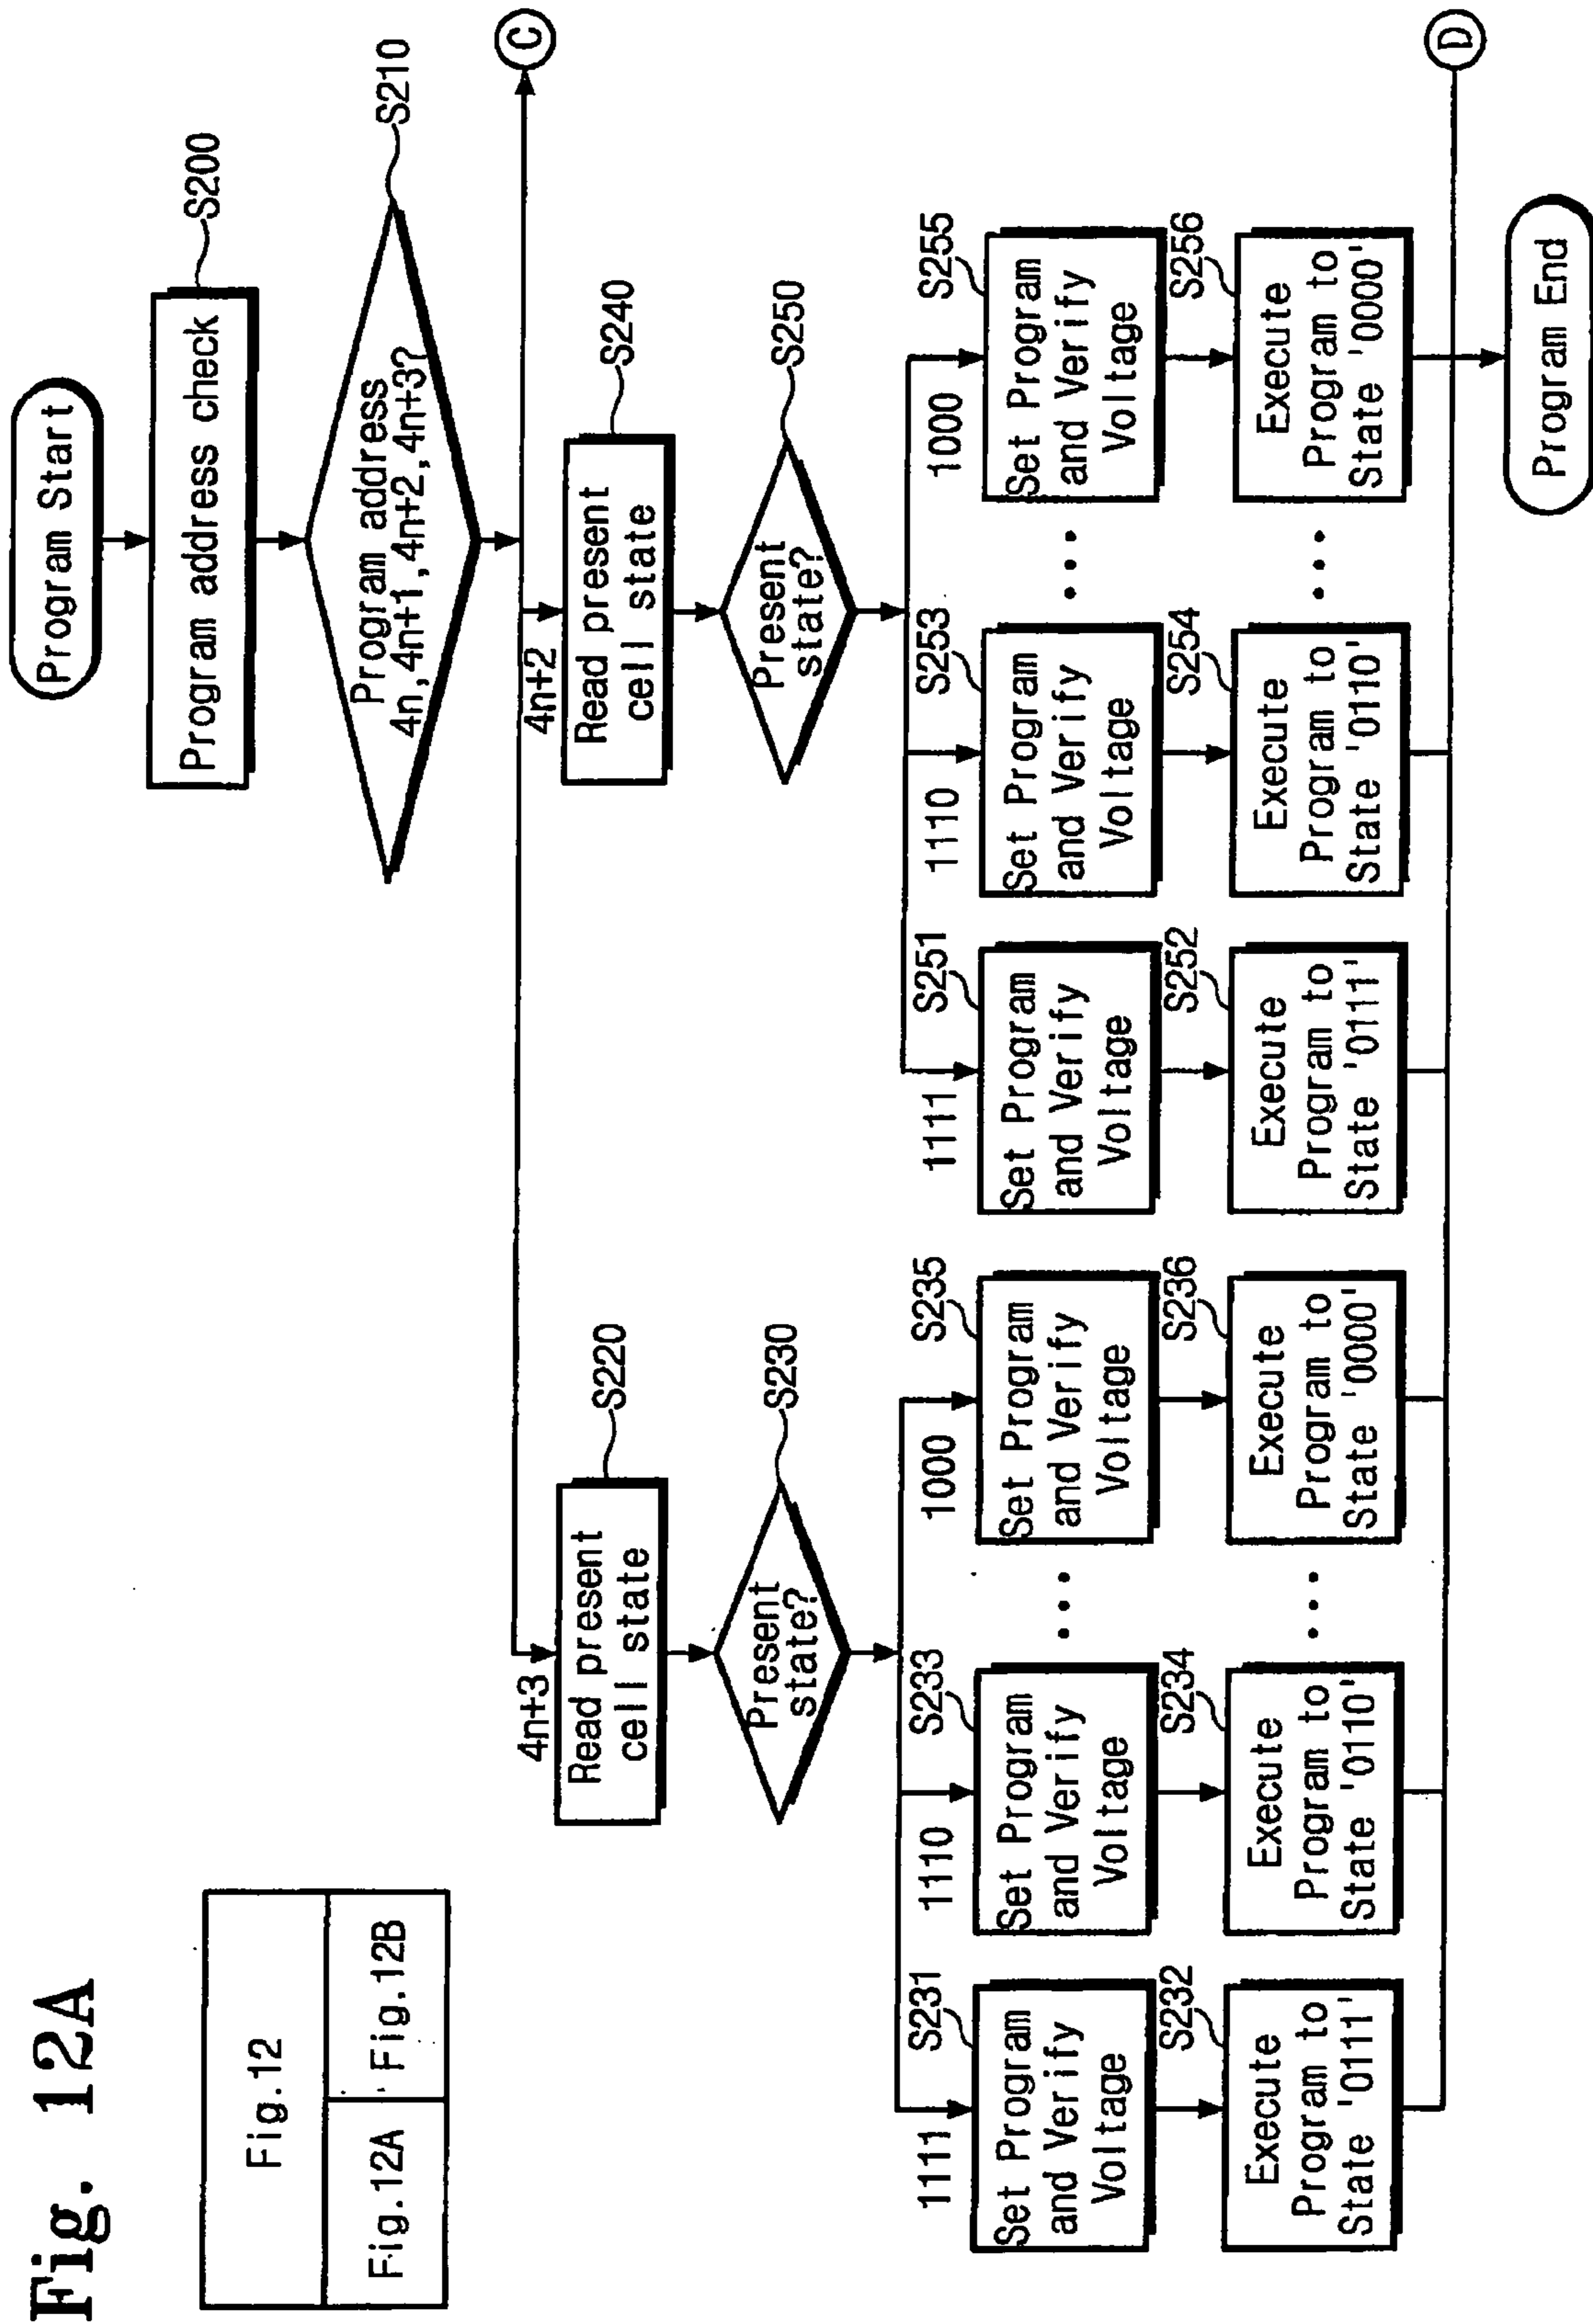 Fig. 12A
Fig.12
Fig.12A
Fig.12B
Program Start
Program address check
S200
Program address
4n,4n+1,4n+2,4n+3?
S210
C
4n+3
Read present
cell state
S220
4n+2
Read present
cell state
S240
Present
state?
S230
Present
state?
S250
1111
S231
Set Program
and Verify
Voltage
1110
S233
Set Program
and Verify
Voltage
...
1000
S235
Set Program
and Verify
Voltage
1111
S251
Set Program
and Verify
Voltage
1110
S253
Set Program
and Verify
Voltage
...
1000
S255
Set Program
and Verify
Voltage
S232
Execute
Program to
State '0111'
S234
Execute
Program to
State '0110'
...
S236
Execute
Program to
State '0000'
S252
Execute
Program to
State '0111'
S254
Execute
Program to
State '0110'
...
S256
Execute
Program to
State '0000'
D
Program End